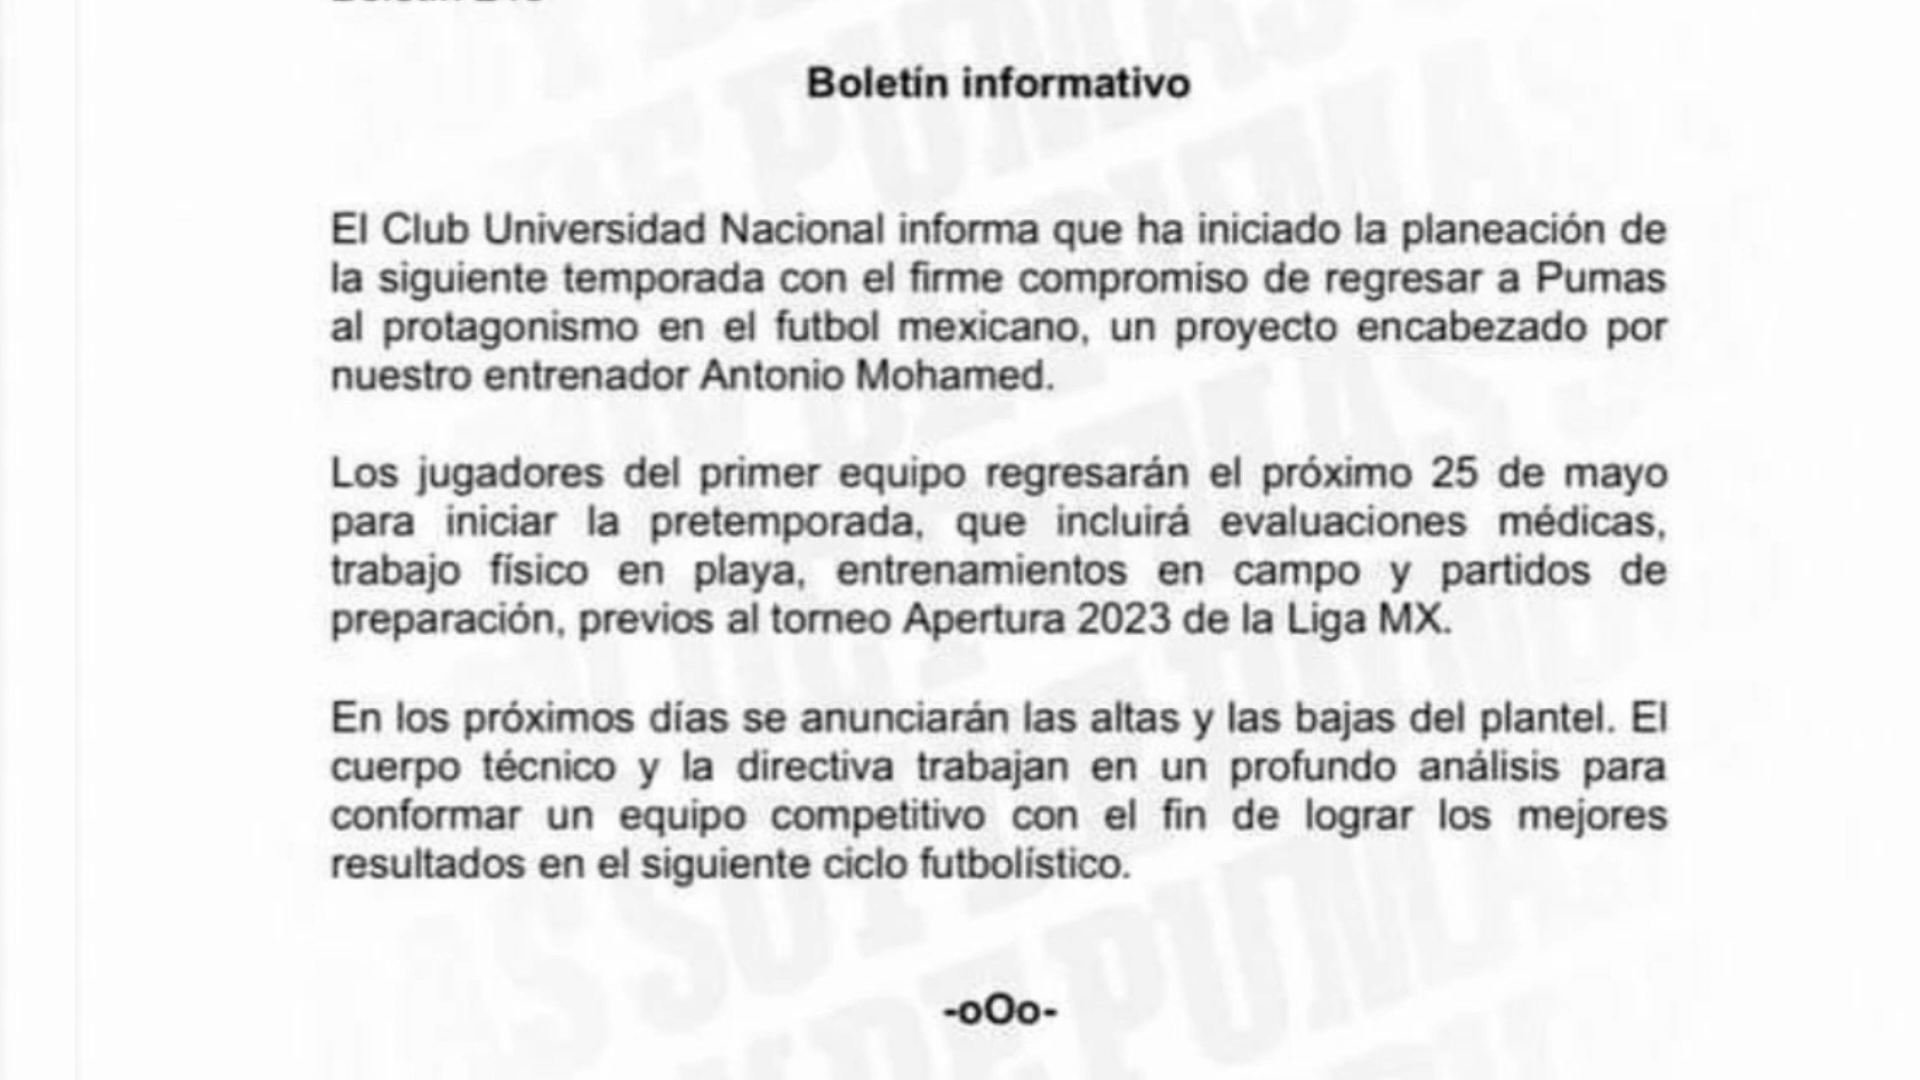 Boletín informativo
El Club Universidad Nacional informa que ha iniciado la planeación de
la siguiente temporada con el firme compromiso de regresar a Pumas
al protagonismo en el futbol mexicano, un proyecto encabezado por
nuestro entrenador Antonio Mohamed.
Los jugadores del primer equipo regresarán el próximo 25 de mayo
para iniciar la pretemporada, que incluirá evaluaciones médicas,
trabajo físico en playa, entrenamientos en campo y partidos de
preparación, previos al torneo Apertura 2023 de la Liga MX.
En los próximos días se anunciarán las altas y las bajas del plantel. El
cuerpo técnico y la directiva trabajan en un profundo análisis para
conformar un equipo competitivo con el fin de lograr los mejores
resultados en el siguiente ciclo futbolístico.
-oOo-